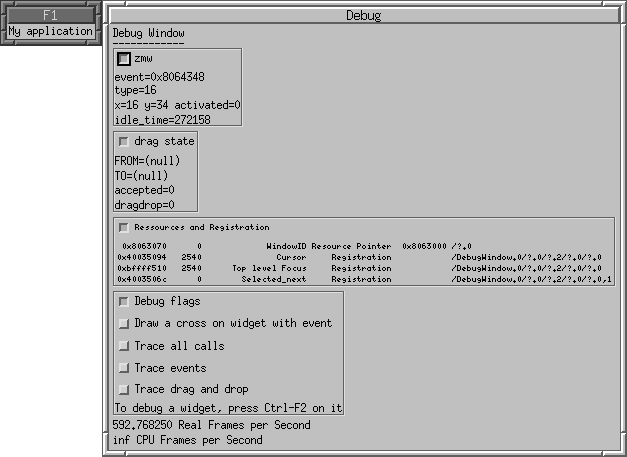 F1
My application
Debug
Debug Window
------------
zmw
event=0x8064348
type=16
x=16 y=34 activated=0
idle_time=272158
drag state
FROM=(null)
TO=(null)
accepted=0
dragdrop=0
Ressources and Registration
0x8063070 0 WindowID Resource Pointer 0x8063000 /?.0
0x40035094 2540 Cursor Registration /DebugWindow.0/?.0/?.2/?.0/?.0
0xbffff510 2540 Top level Focus Registration /DebugWindow.0/?.0/?.2/?.0/?.0
0x4003506c 0 Selected_next Registration /DebugWindow.0/?.0/?.2/?.0/?.0,1
Debug flags
Draw a cross on widget with event
Trace all calls
Trace events
Trace drag and drop
To debug a widget, press Ctrl-F2 on it
592.768250 Real Frames per Second
inf CPU Frames per Second